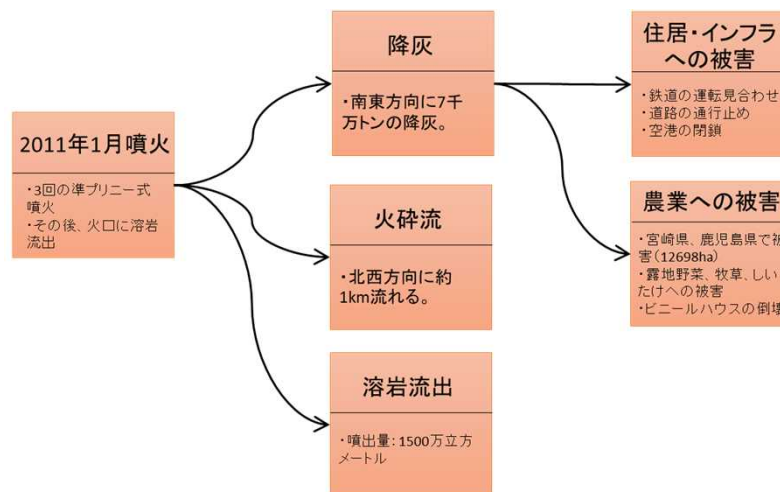 2011年1月噴火
・3回の準プリニー式
噴火
・その後、火口に溶岩
流出
降灰
・南東方向に7千
万トンの降灰。
火砕流
・北西方向に約
1km流れる。
溶岩流出
・噴出量：1500万立方
メートル
住居・インフラ
への被害
・鉄道の運転見合わせ
・道路の通行止め
・空港の閉鎖
農業への被害
・宮崎県、鹿児島県で被
害（12698ha）
・露地野菜、牧草、しい
たけへの被害
・ビニールハウスの倒壊